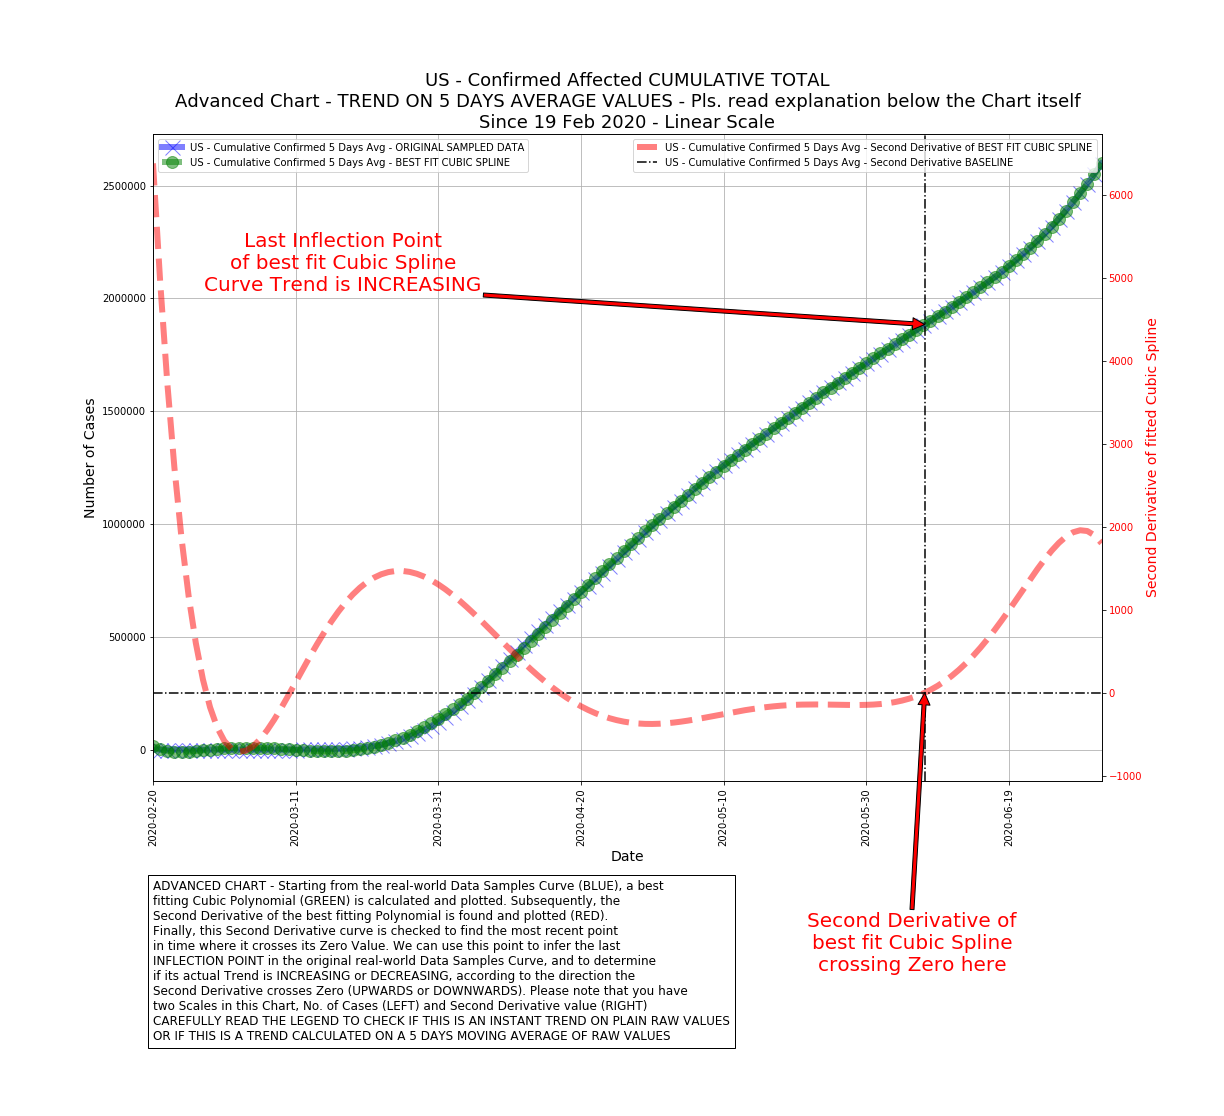 US - Confirmed Affected CUMULATIVE TOTAL
Advanced Chart - TREND ON 5 DAYS AVERAGE VALUES - Pls. read explanation below the Chart itself
Since 19 Feb 2020 - Linear Scale
US - Cumulative Confirmed 5 Days Avg - ORIGINAL SAMPLED DATA
US - Cumulative Confirmed 5 Days Avg - BEST FIT CUBIC SPLINE
US - Cumulative Confirmed 5 Days Avg - Second Derivative of BEST FIT CUBIC SPLINE
US - Cumulative Confirmed 5 Days Avg - Second Derivative BASELINE
Number of Cases
2500000
2000000
1500000
1000000
500000
0
Last Inflection Point
of best fit Cubic Spline
Curve Trend is INCREASING
6000
5000
4000
3000
2000
1000
0
−1000
Second Derivative of fitted Cubic Spline
2020-02-20
2020-03-11
2020-03-31
2020-04-20
2020-05-10
2020-05-30
2020-06-19
Date
ADVANCED CHART - Starting from the real-world Data Samples Curve (BLUE), a best
fitting Cubic Polynomial (GREEN) is calculated and plotted. Subsequently, the
Second Derivative of the best fitting Polynomial is found and plotted (RED).
Finally, this Second Derivative curve is checked to find the most recent point
in time where it crosses its Zero Value. We can use this point to infer the last
INFLECTION POINT in the original real-world Data Samples Curve, and to determine
if its actual Trend is INCREASING or DECREASING, according to the direction the
Second Derivative crosses Zero (UPWARDS or DOWNWARDS). Please note that you have
two Scales in this Chart, No. of Cases (LEFT) and Second Derivative value (RIGHT)
CAREFULLY READ THE LEGEND TO CHECK IF THIS IS AN INSTANT TREND ON PLAIN RAW VALUES
OR IF THIS IS A TREND CALCULATED ON A 5 DAYS MOVING AVERAGE OF RAW VALUES
Second Derivative of
best fit Cubic Spline
crossing Zero here